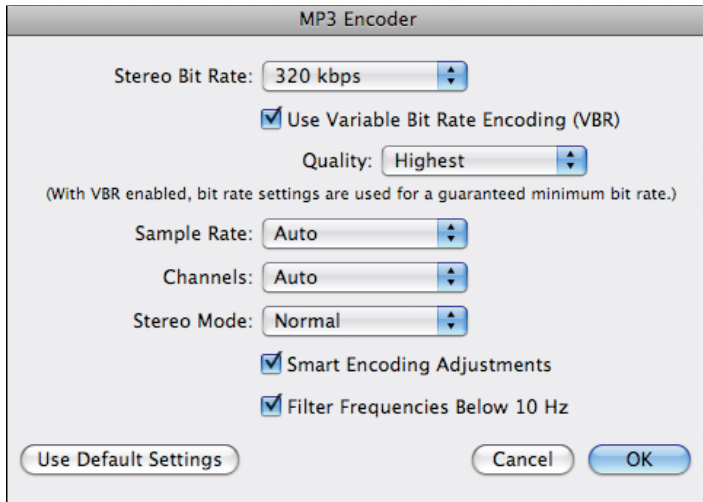 MP3 Encoder
Stereo Bit Rate: 320 kbps
Use Variable Bit Rate Encoding (VBR)
Quality: Highest
(With VBR enabled, bit rate settings are used for a guaranteed minimum bit rate.)
Sample Rate: Auto
Channels: Auto
Stereo Mode: Normal
Smart Encoding Adjustments
Filter Frequencies Below 10 Hz
Use Default Settings Cancel OK